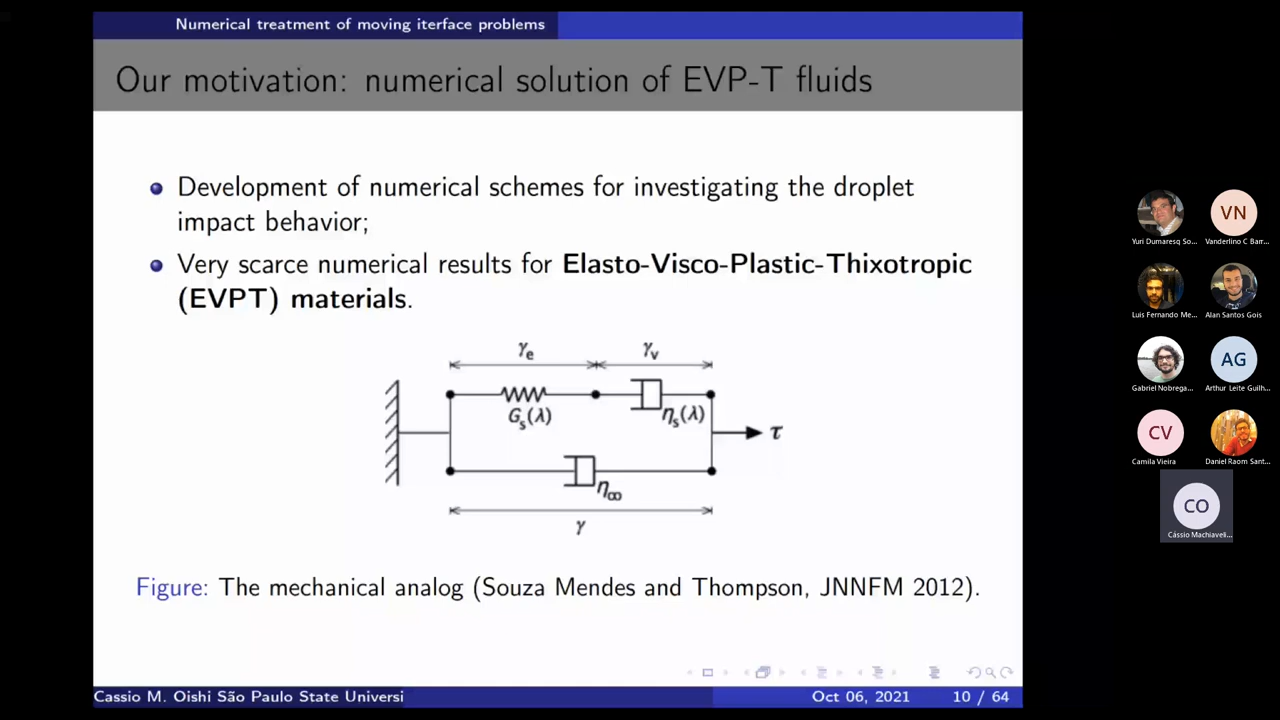 Numerical treatment of moving iterface problems
Our motivation: numerical solution of EVP-T fluids
Development of numerical schemes for investigating the droplet
impact behavior;
Very scarce numerical results for Elasto-Visco-Plastic-Thixotropic
(EVPT) materials.
γe γv
Gs(λ) ηs(λ)
τ
η∞
γ
Figure: The mechanical analog (Souza Mendes and Thompson, JNNFM 2012).
Cassio M. Oishi São Paulo State Universi Oct 06, 2021 10 / 64
VN
Yuri Dumaresq So... Vanderlino C Barr...
Luis Fernando Me... Alan Santos Gois
AG
Gabriel Nobrega... Arthur Leite Guilh...
CV
Camila Vieira Daniel Raom Sant...
CO
Cássio Machiaveli...